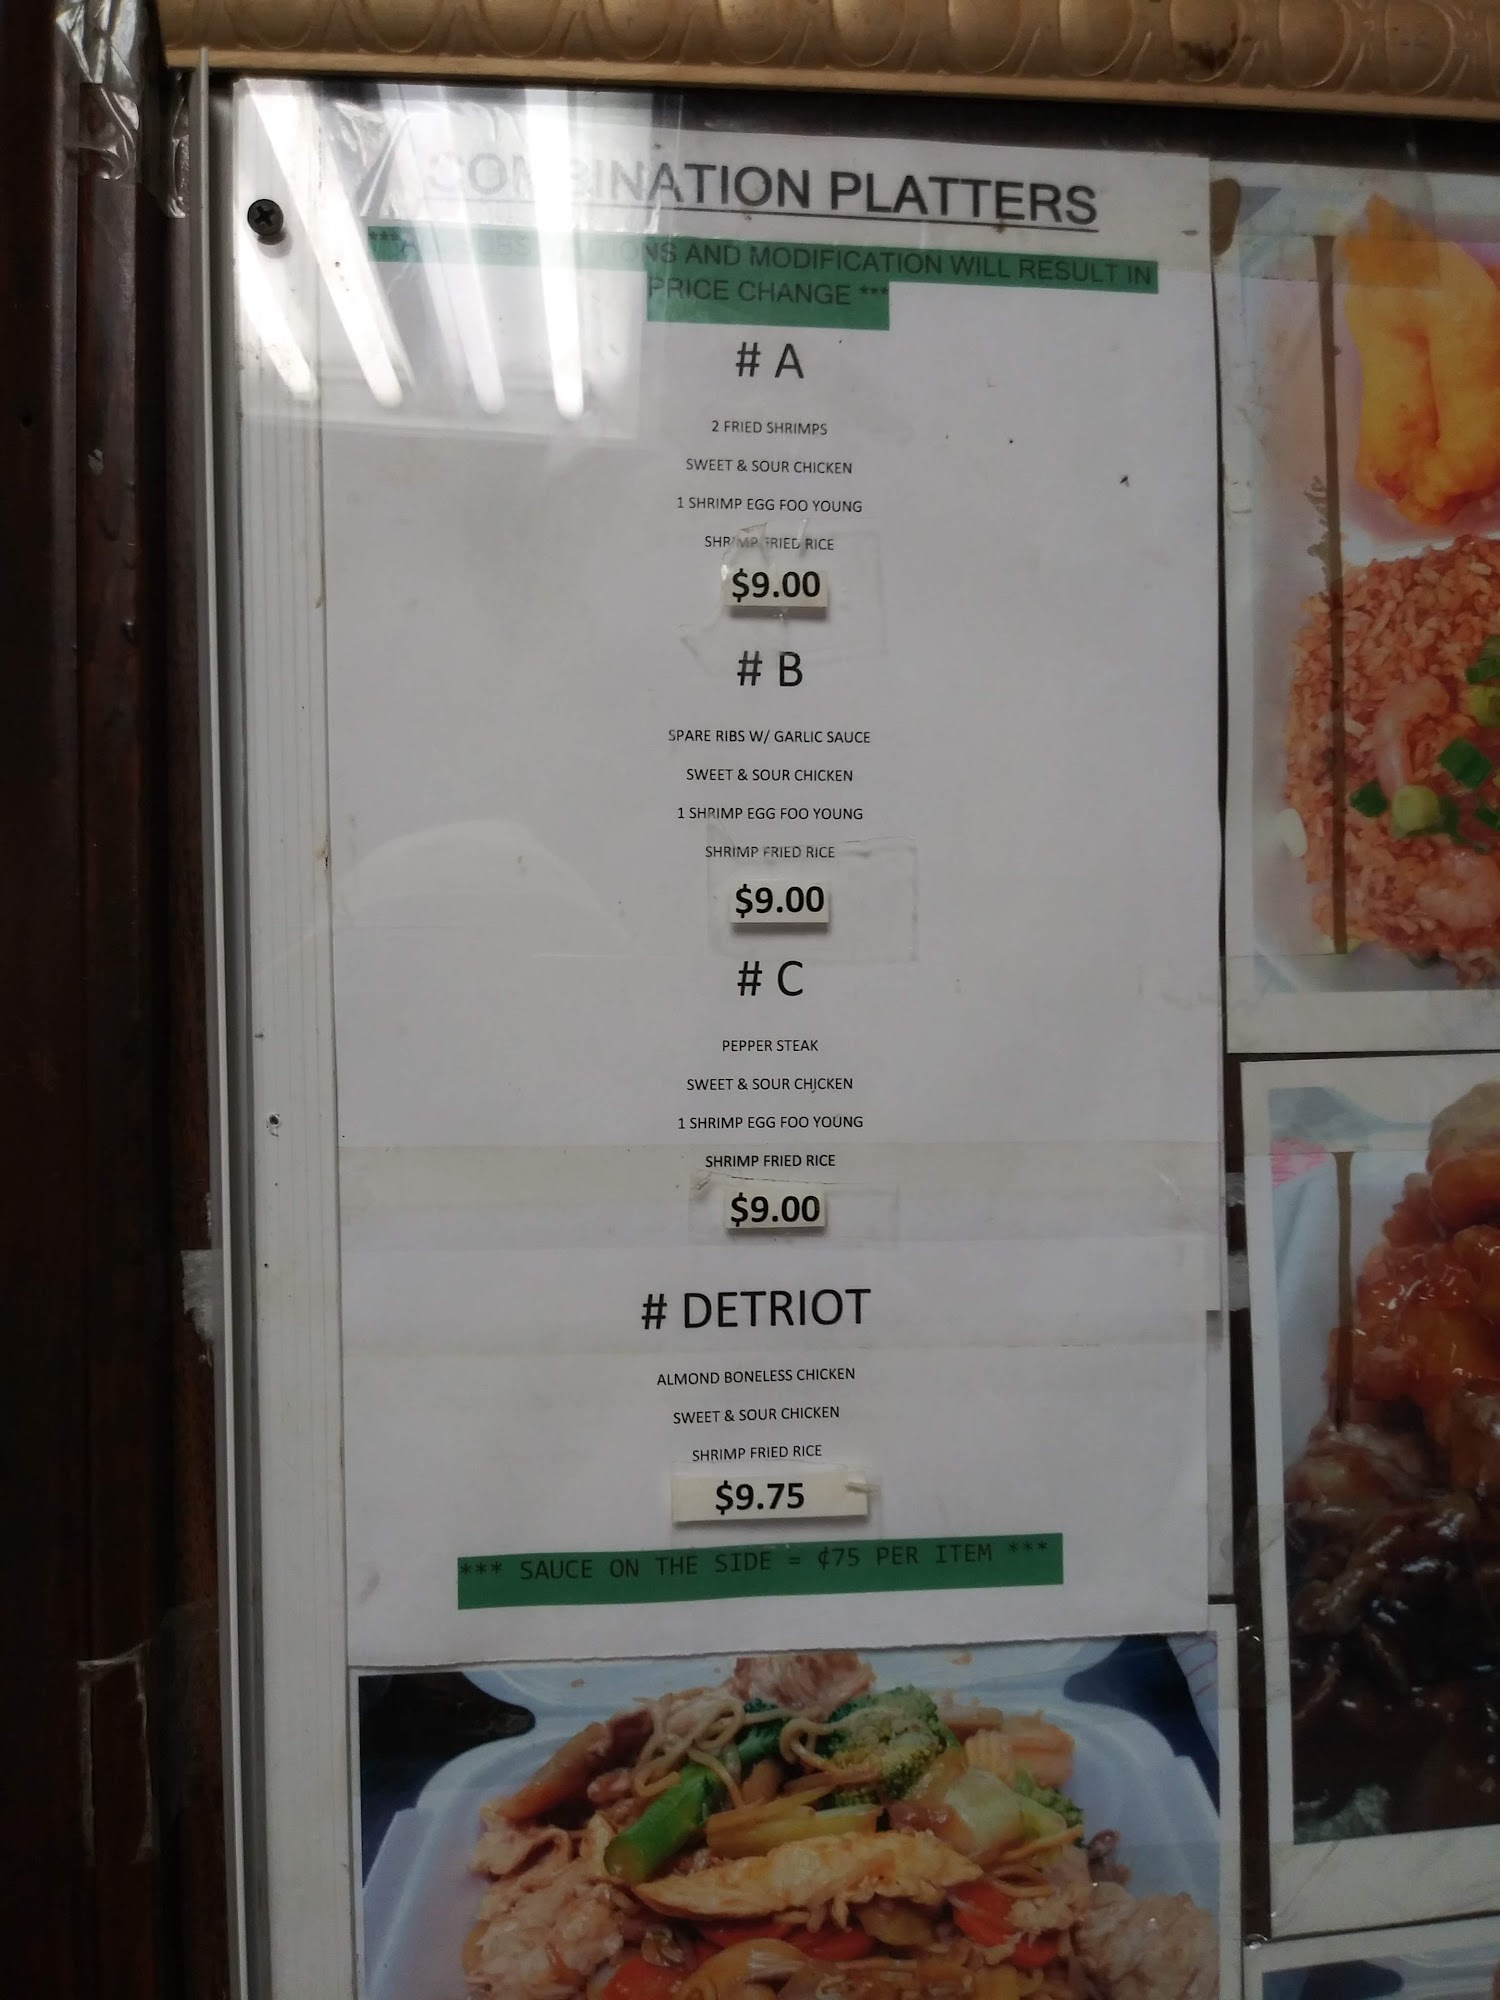 COMBINATION PLATTERS
AND MODIFICATION WILL RESULT IN
PRICE CHANGE ***
# A
2 FRIED SHRIMPS
SWEET & SOUR CHICKEN
1 SHRIMP EGG FOO YOUNG
SHRIMP FRIED RICE
$9.00
# B
SPARE RIBS W/ GARLIC SAUCE
SWEET & SOUR CHICKEN
1 SHRIMP EGG FOO YOUNG
SHRIMP FRIED RICE
$9.00
# C
PEPPER STEAK
SWEET & SOUR CHICKEN
1 SHRIMP EGG FOO YOUNG
SHRIMP FRIED RICE
$9.00
# DETRIOT
ALMOND BONELESS CHICKEN
SWEET & SOUR CHICKEN
SHRIMP FRIED RICE
$9.75
*** SAUCE ON THE SIDE = ¢75 PER ITEM ***